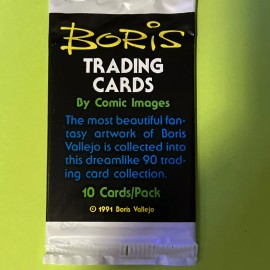 BORIS
TRADING
CARDS
By Comic Images
The most beautiful fan-
tasy artwork of Boris
Vallejo is collected into
this dreamlike 90 trad-
ing card collection.
10 Cards/Pack
© 1991 Boris Vallejo